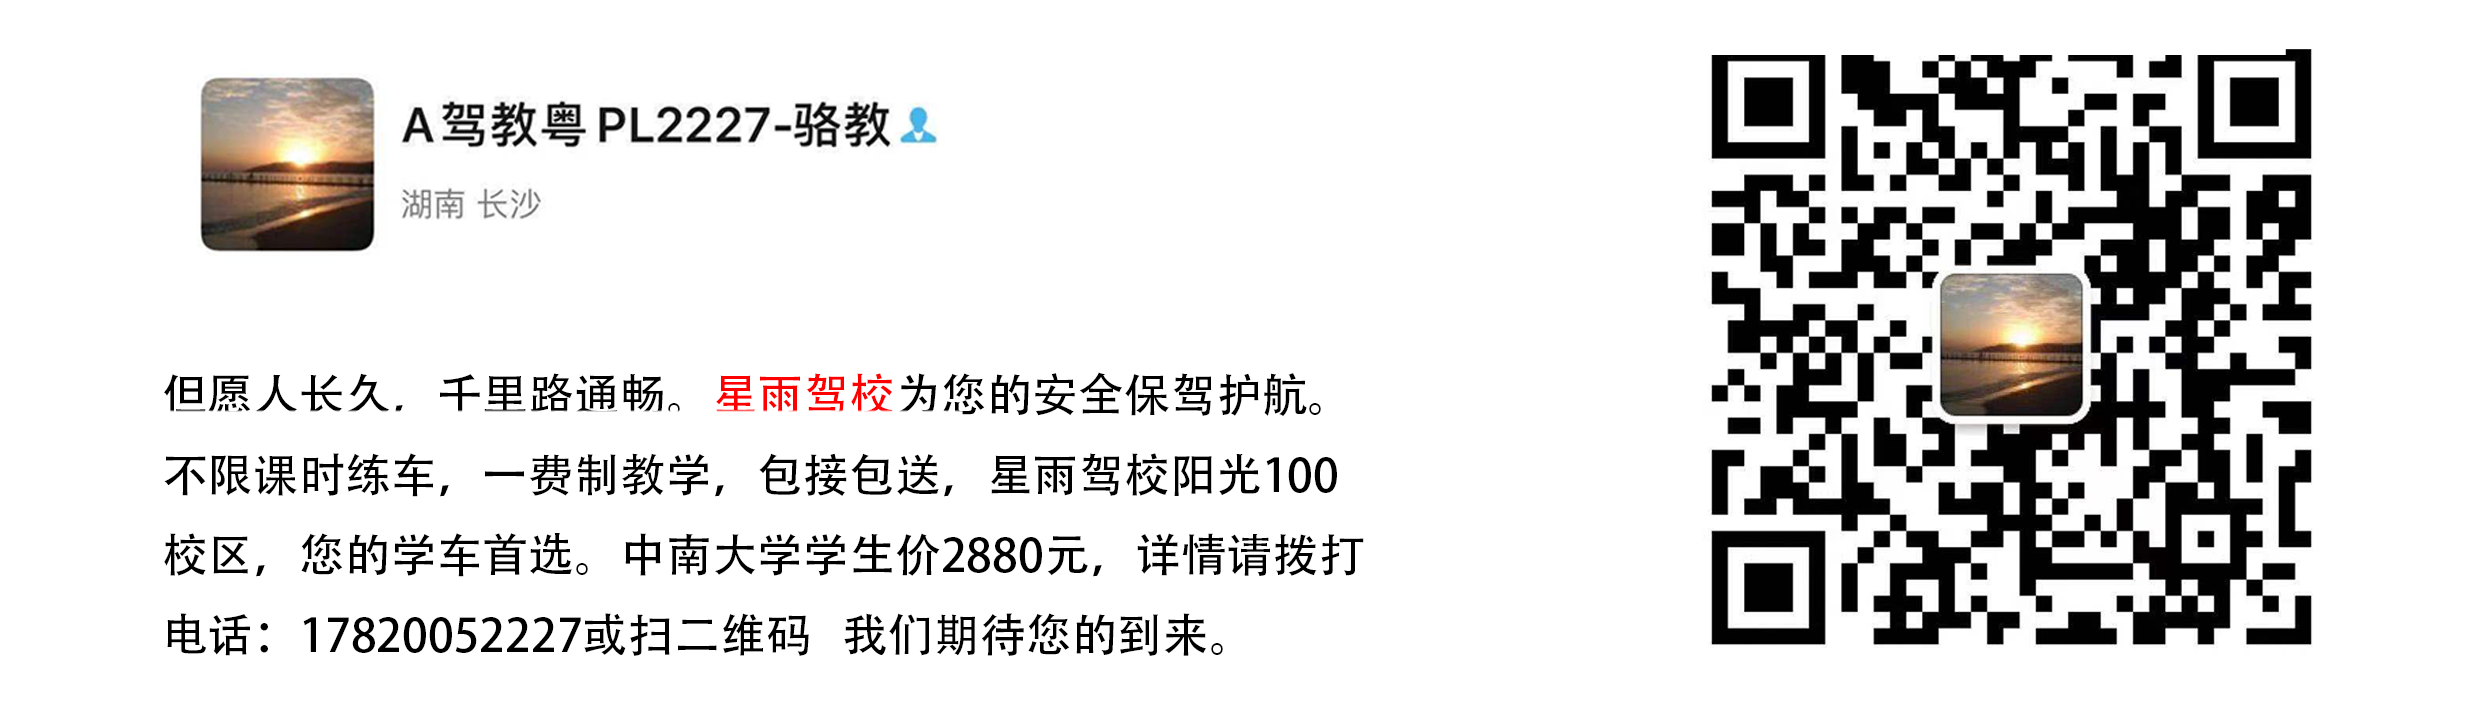 A驾教粤PL2227-骆教
湖南 长沙
但愿人长久，千里路通畅。星雨驾校为您的安全保驾护航。
不限课时练车，一费制教学，包接包送，星雨驾校阳光100
校区，您的学车首选。中南大学学生价2880元，详情请拨打
电话：17820052227或扫二维码 我们期待您的到来。